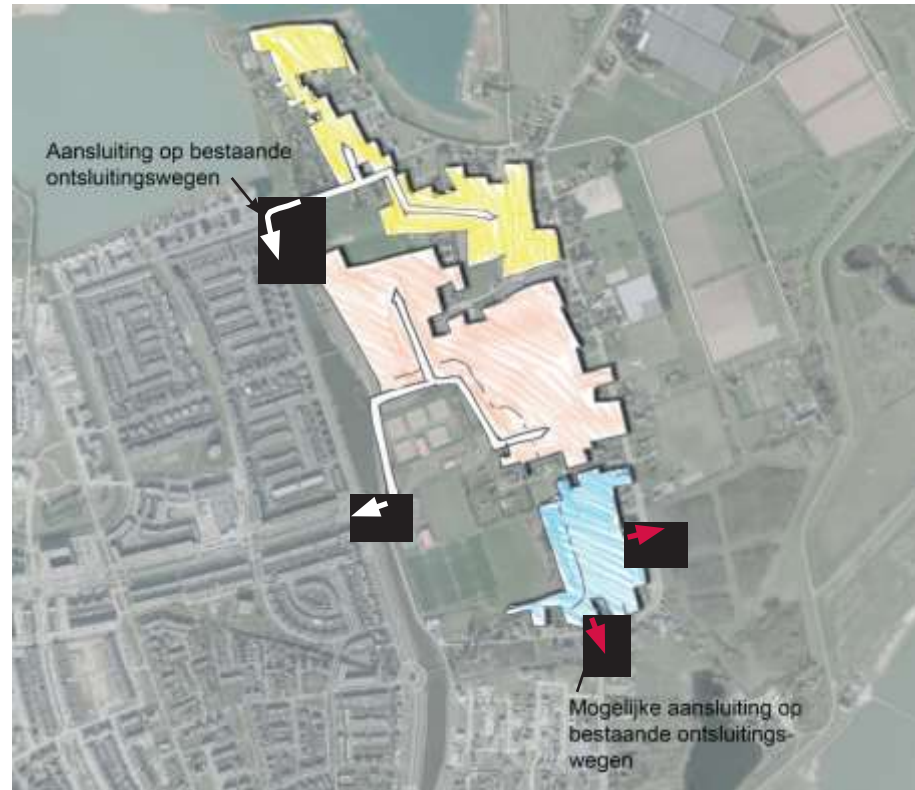 Aansluiting op bestaande
ontsluitingswegen
Mogelijke aansluiting op
bestaande ontsluitings-
wegen